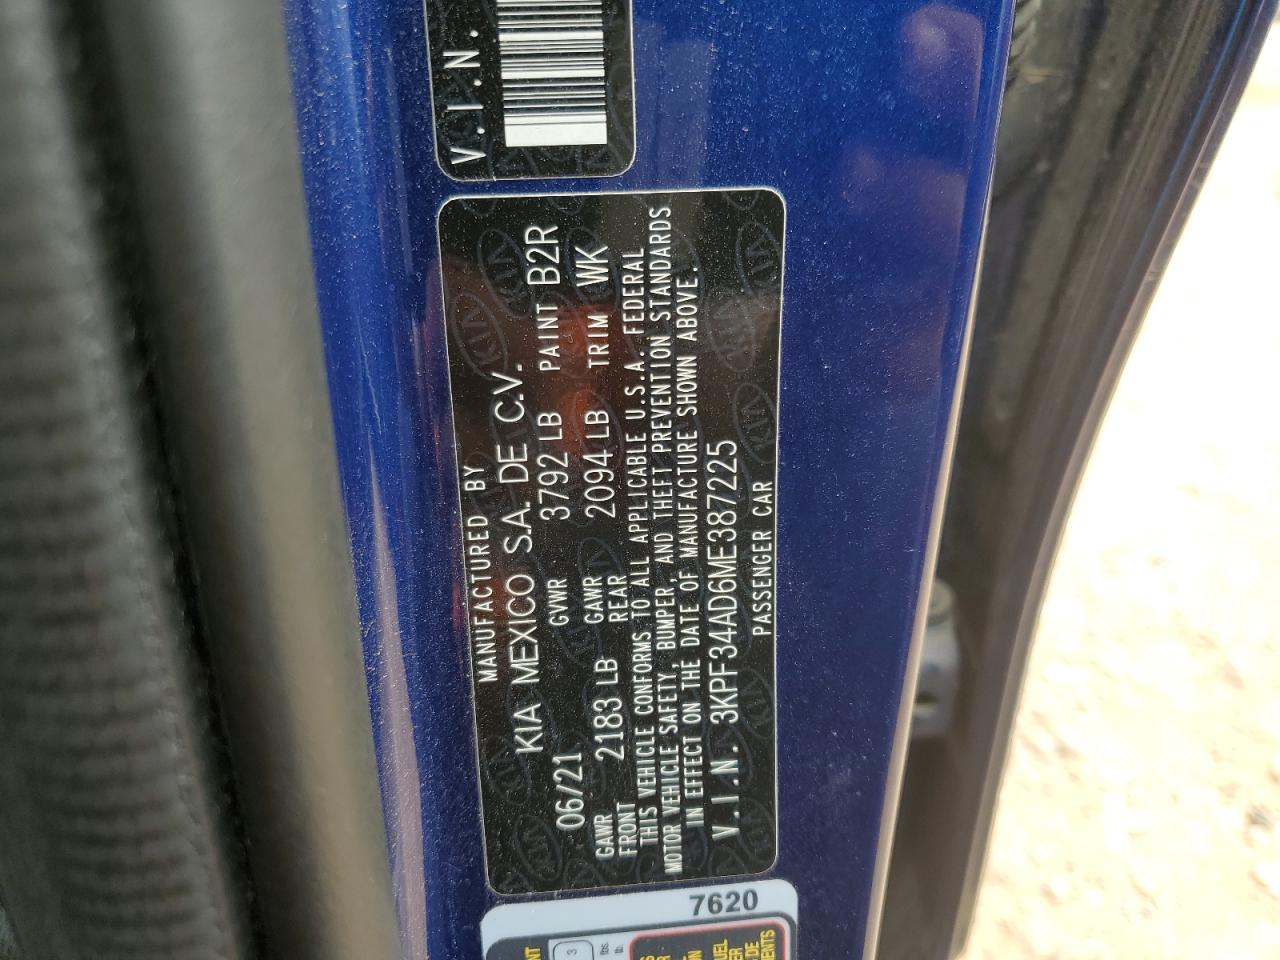 V.I.N.
MANUFACTURED BY
KIA MEXICO S.A. DE C.V.
06/21 GVWR 3792 LB PAINT B2R
GAWR FRONT 2183 LB GAWR REAR 2094 LB TRIM WK
THIS VEHICLE CONFORMS TO ALL APPLICABLE U.S.A. FEDERAL
MOTOR VEHICLE SAFETY, BUMPER, AND THEFT PREVENTION STANDARDS
IN EFFECT ON THE DATE OF MANUFACTURE SHOWN ABOVE.
V.I.N. 3KPF34AD6ME387225
PASSENGER CAR
7620
3
lbs.